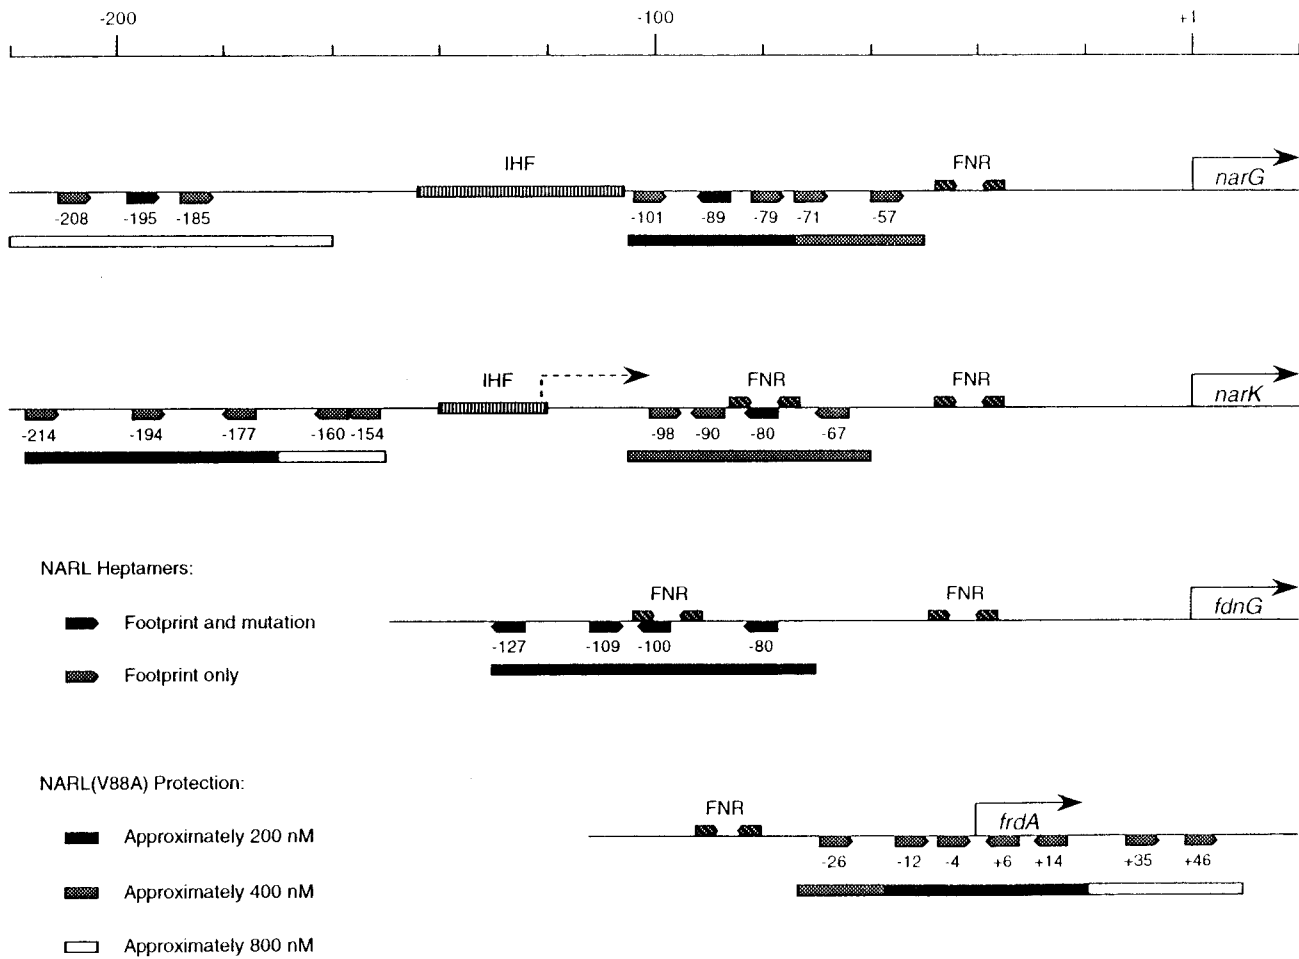 -200 -100 +1
IHF FNR
narG
-208 -195 -185 -101 -89 -79 -71 -57
IHF FNR FNR
narK
-214 -194 -177 -160 -154 -98 -90 -80 -67
NARL Heptamers:
Footprint and mutation
Footprint only
FNR FNR
fdnG
-127 -109 -100 -80
NARL(V88A) Protection:
Approximately 200 nM
Approximately 400 nM
Approximately 800 nM
FNR
frdA
-26 -12 -4 +6 +14 +35 +46